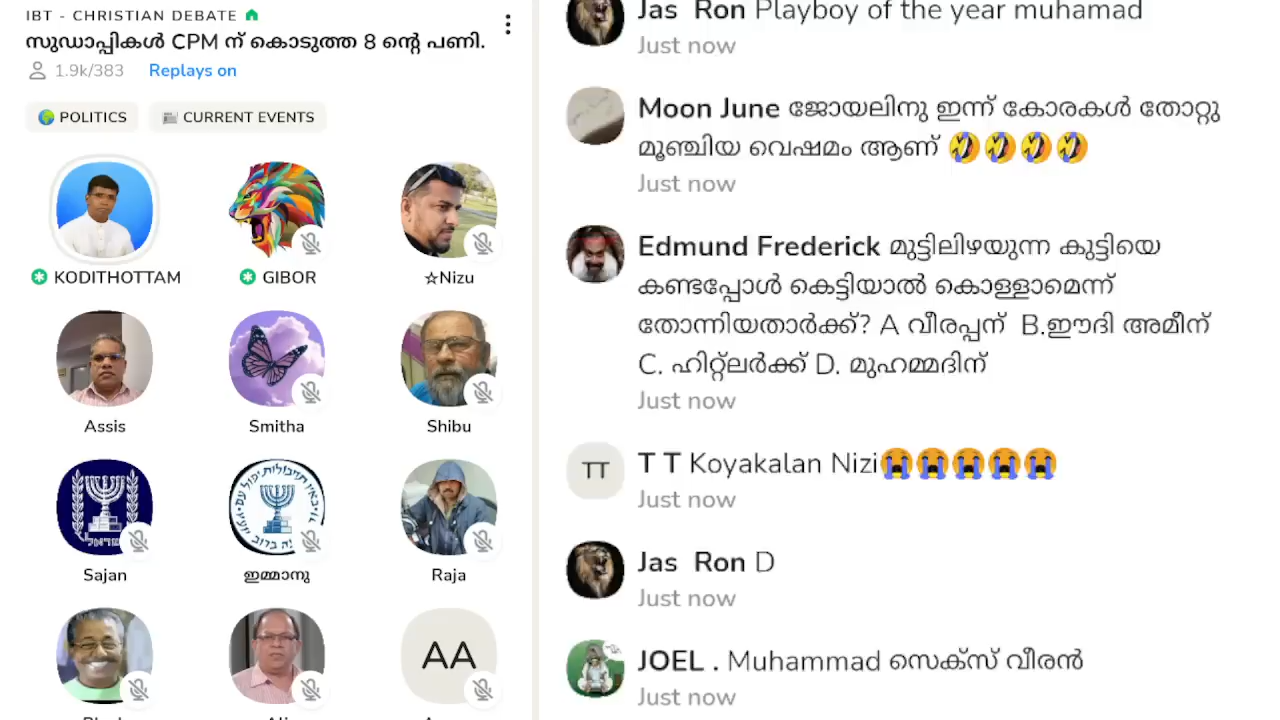 IBT - CHRISTIAN DEBATE
സുഡാപ്പികൾ CPM ന് കൊടുത്ത 8 ന്റെ പണി.
1.9k/383 Replays on
POLITICS CURRENT EVENTS
KODITHOTTAM GIBOR ☆Nizu
Assis Smitha Shibu
Sajan ഇമ്മാനു Raja
AA
Jas Ron Playboy of the year muhamad
Just now
Moon June ജോയലിനു ഇന്ന് കോരകൾ തോറ്റു
മൂഞ്ചിയ വെഷമം ആണ് 🤣🤣🤣🤣
Just now
Edmund Frederick മുട്ടിലിഴയുന്ന കുട്ടിയെ
കണ്ടപ്പോൾ കെട്ടിയാൽ കൊള്ളാമെന്ന്
തോന്നിയതാർക്ക്? A വീരപ്പന് B.ഈദി അമീന്
C. ഹിറ്റ്ലർക്ക് D. മുഹമ്മദിന്
Just now
TT
T T Koyakalan Nizi😭😭😭😭😭
Just now
Jas Ron D
Just now
JOEL . Muhammad സെക്സ് വീരൻ
Just now